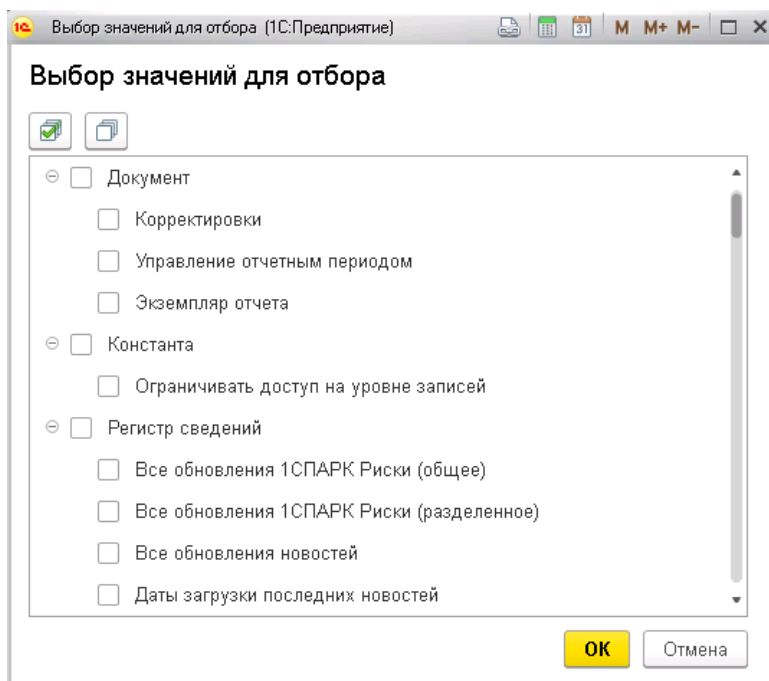 1С Выбор значений для отбора (1С:Предприятие) 31 M M+ M-
Выбор значений для отбора
Документ
Корректировки
Управление отчетным периодом
Экземпляр отчета
Константа
Ограничивать доступ на уровне записей
Регистр сведений
Все обновления 1СПАРК Риски (общее)
Все обновления 1СПАРК Риски (разделенное)
Все обновления новостей
Даты загрузки последних новостей
ОК Отмена